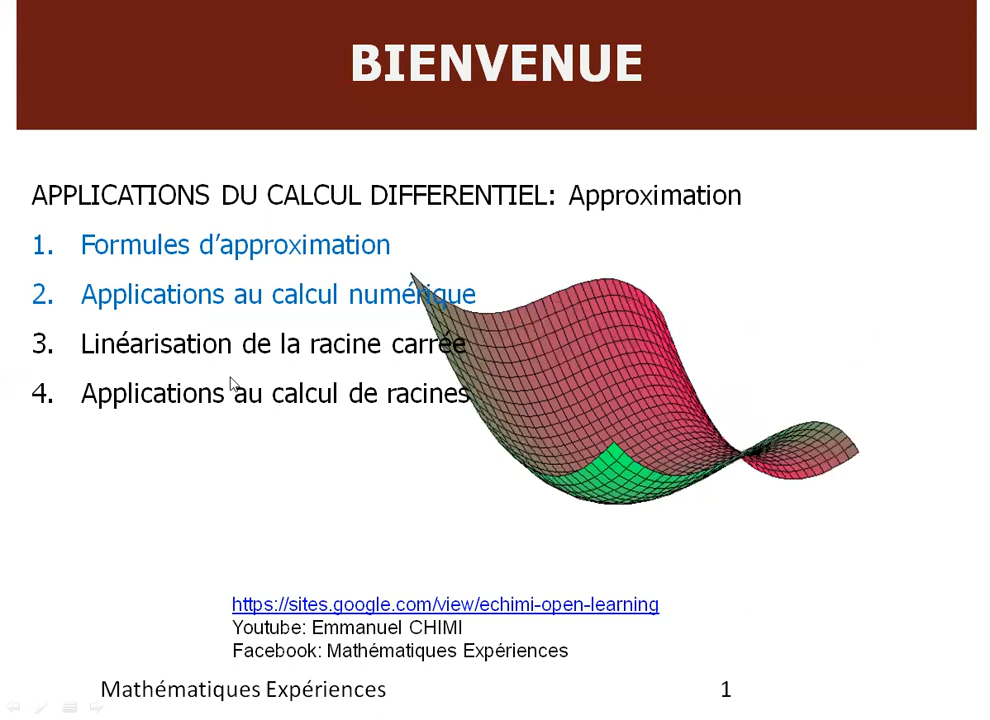 BIENVENUE
APPLICATIONS DU CALCUL DIFFERENTIEL: Approximation
1. Formules d’approximation
2. Applications au calcul numérique
3. Linéarisation de la racine carrée
4. Applications au calcul de racines
https://sites.google.com/view/echimi-open-learning
Youtube: Emmanuel CHIMI
Facebook: Mathématiques Expériences
Mathématiques Expériences 1